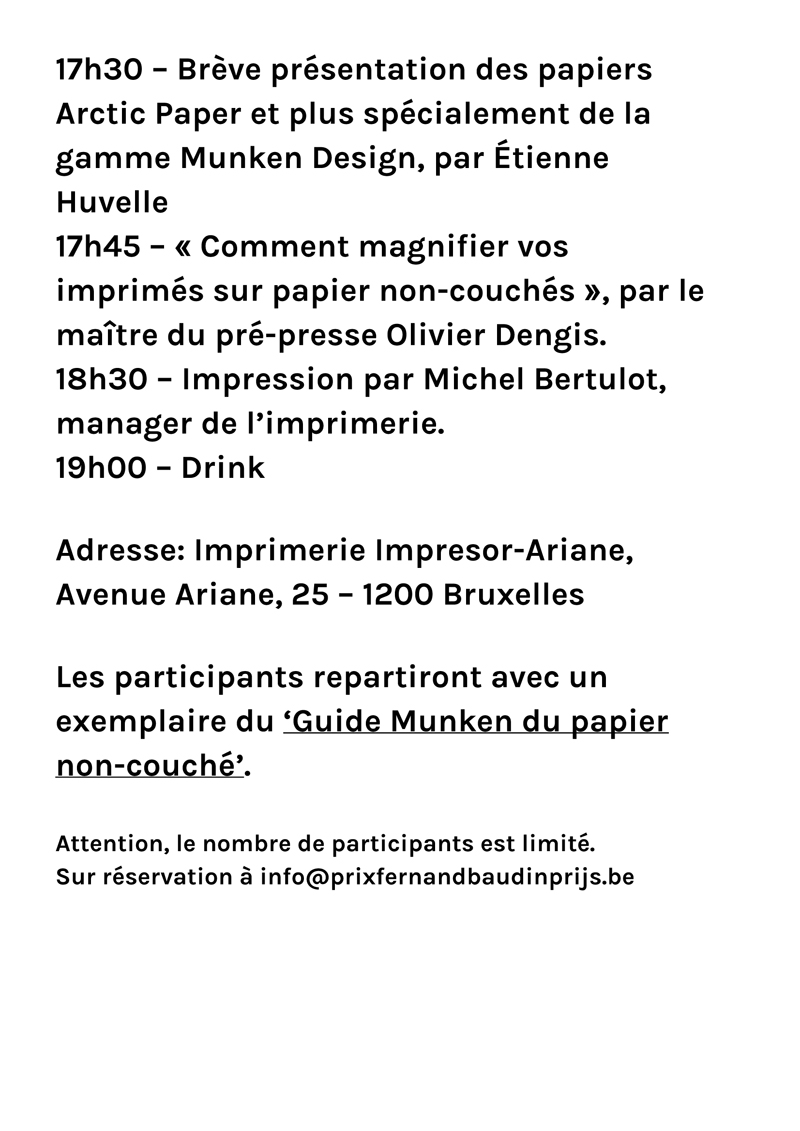 17h30 – Brève présentation des papiers
Arctic Paper et plus spécialement de la
gamme Munken Design, par Étienne
Huvelle
17h45 – « Comment magnifier vos
imprimés sur papier non-couchés », par le
maître du pré-presse Olivier Dengis.
18h30 – Impression par Michel Bertulot,
manager de l’imprimerie.
19h00 – Drink
Adresse: Imprimerie Impresor-Ariane,
Avenue Ariane, 25 – 1200 Bruxelles
Les participants repartiront avec un
exemplaire du ‘Guide Munken du papier
non-couché’.
Attention, le nombre de participants est limité.
Sur réservation à info@prixfernandbaudinprijs.be